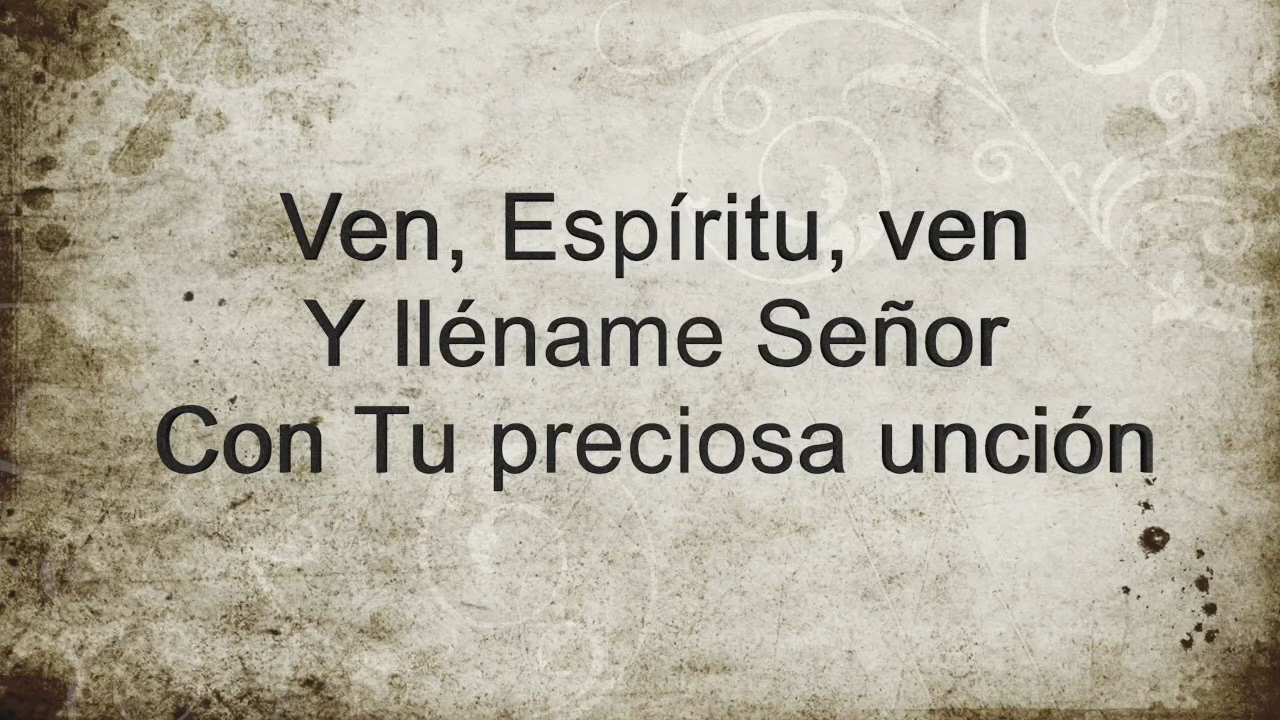 Ven, Espíritu, ven
Y lléname Señor
Con Tu preciosa unción